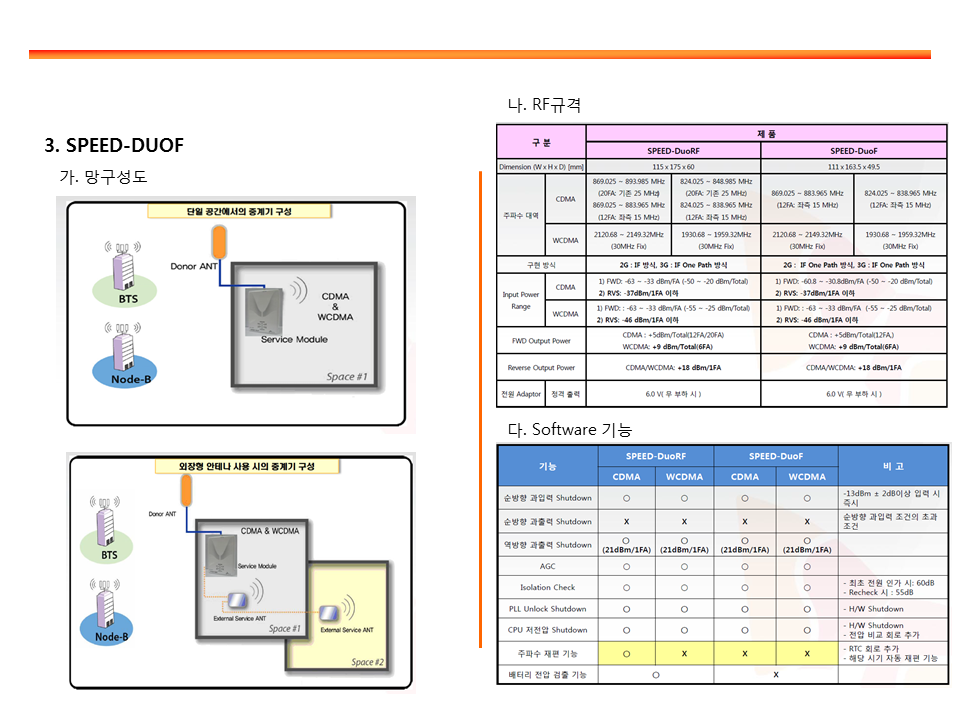 3. SPEED-DUOF
가. 망구성도
단일 공간에서의 중계기 구성
Donor ANT
BTS
CDMA
&
WCDMA
Service Module
Node-B
Space #1
외장형 안테나 사용 시의 중계기 구성
Donor ANT
CDMA & WCDMA
BTS
Service Module
External Service ANT
Space #1
External Service ANT
Node-B
Space #2
나. RF규격
구 분
제 품
SPEED-DuoRF SPEED-DuoF
Dimension (W x H x D) [mm] 115 x 175 x 60 111 x 163.5 x 49.5
주파수 대역
CDMA
869.025 ~ 893.985 MHz
(20FA: 기존 25 MHz)
869.025 ~ 883.965 MHz
(12FA: 좌측 15 MHz)
824.025 ~ 848.985 MHz
(20FA: 기존 25 MHz)
824.025 ~ 838.965 MHz
(12FA: 좌측 15 MHz)
869.025 ~ 883.965 MHz
(12FA: 좌측 15 MHz)
824.025 ~ 838.965 MHz
(12FA: 좌측 15 MHz)
WCDMA
2120.68 ~ 2149.32MHz
(30MHz Fix)
1930.68 ~ 1959.32MHz
(30MHz Fix)
2120.68 ~ 2149.32MHz
(30MHz Fix)
1930.68 ~ 1959.32MHz
(30MHz Fix)
구현 방식 2G : IF 방식, 3G : IF One Path 방식 2G : IF One Path 방식, 3G : IF One Path 방식
Input Power
Range
CDMA
1) FWD: -63 ~ -33 dBm/FA (-50 ~ -20 dBm/Total)
2) RVS: -37dBm/1FA 이하
1) FWD: -60.8 ~ -30.8dBm/FA (-50 ~ -20 dBm/Total)
2) RVS: -37dBm/1FA 이하
WCDMA
1) FWD: : -63 ~ -33 dBm/FA (-55 ~ -25 dBm/Total)
2) RVS: -46 dBm/1FA 이하
1) FWD: : -63 ~ -33 dBm/FA (-55 ~ -25 dBm/Total)
2) RVS: -46 dBm/1FA 이하
FWD Output Power
CDMA : +5dBm/Total(12FA/20FA)
WCDMA: +9 dBm/Total(6FA)
CDMA : +5dBm/Total(12FA,)
WCDMA: +9 dBm/Total(6FA)
Reverse Output Power CDMA/WCDMA: +18 dBm/1FA CDMA/WCDMA: +18 dBm/1FA
전원 Adaptor 정격 출력 6.0 V( 무 부하 시 ) 6.0 V( 무 부하 시 )
다. Software 기능
기능 SPEED-DuoRF SPEED-DuoF 비 고
CDMA WCDMA CDMA WCDMA
순방향 과입력 Shutdown ○ ○ ○ ○
-13dBm ± 2dB이상 입력 시
즉시
순방향 과출력 Shutdown X X X X
순방향 과입력 조건의 초과
조건
역방향 과출력 Shutdown ○ ○ ○ ○
(21dBm/1FA) (21dBm/1FA) (21dBm/1FA) (21dBm/1FA)
AGC ○ ○ ○ ○
Isolation Check ○ ○ ○ ○
- 최초 전원 인가 시: 60dB
- Recheck 시 : 55dB
PLL Unlock Shutdown ○ ○ ○ ○ - H/W Shutdown
CPU 저전압 Shutdown ○ ○ ○ ○
- H/W Shutdown
- 전압 비교 회로 추가
주파수 재편 기능 ○ X X X
- RTC 회로 추가
- 해당 시기 자동 재편 기능
배터리 전압 검출 기능 ○ X